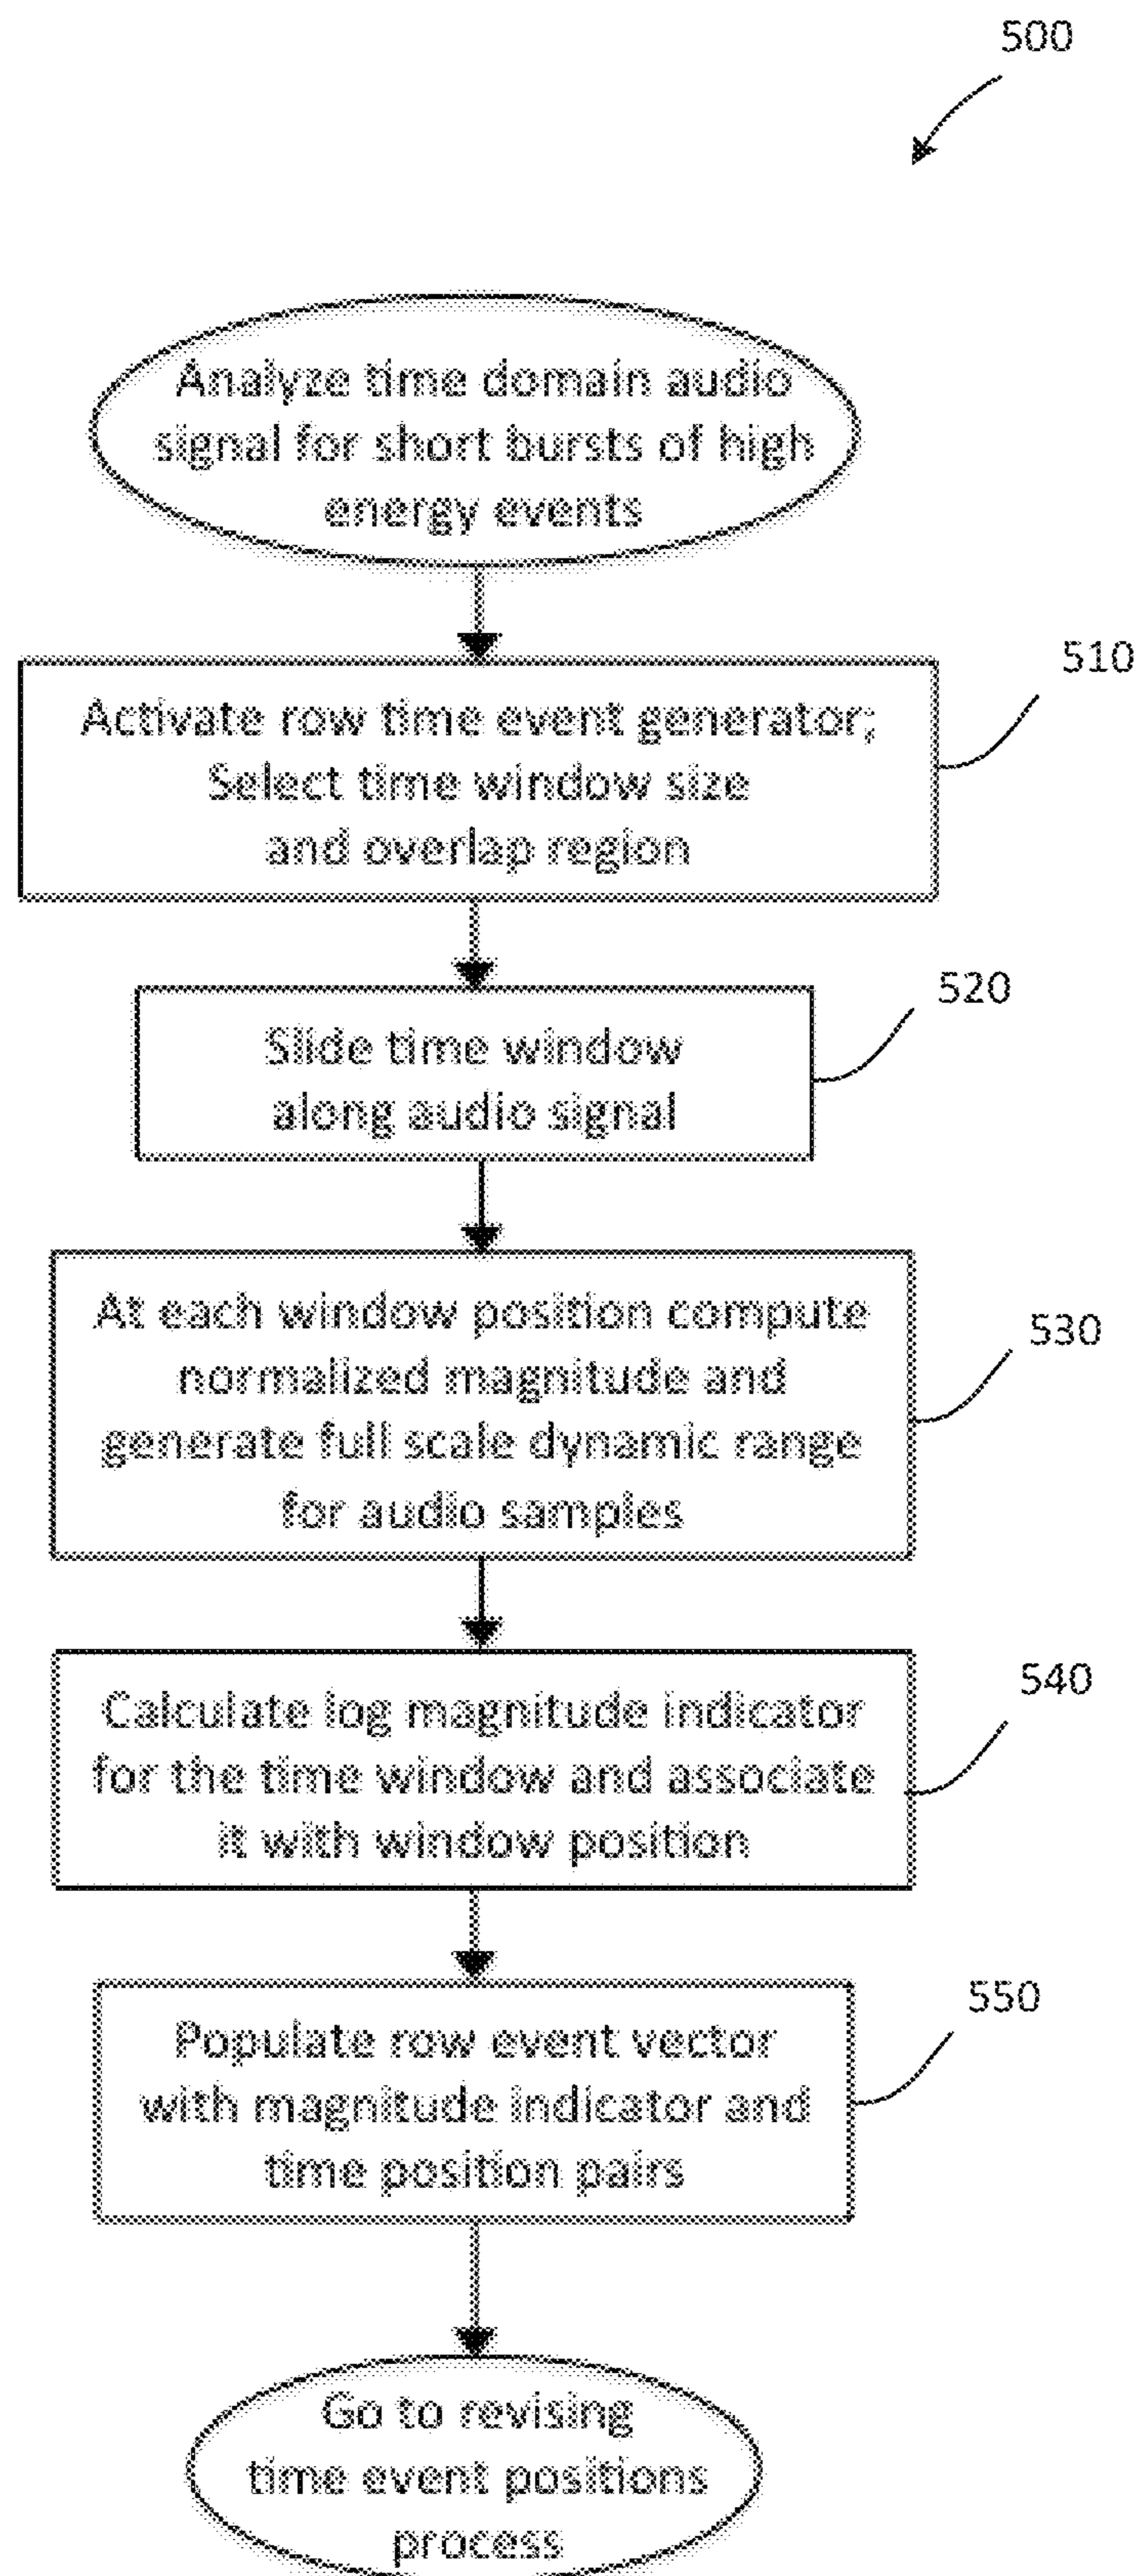 500
Analyze time domain audio
signal for short bursts of high
energy events
510
Activate row time event generator;
Select time window size
and overlap region
520
Slide time window
along audio signal
530
At each window position compute
normalized magnitude and
generate full scale dynamic range
for audio samples
540
Calculate log magnitude indicator
for the time window and associate
it with window position
550
Populate row event vector
with magnitude indicator and
time position pairs
Go to revising
time event positions
process